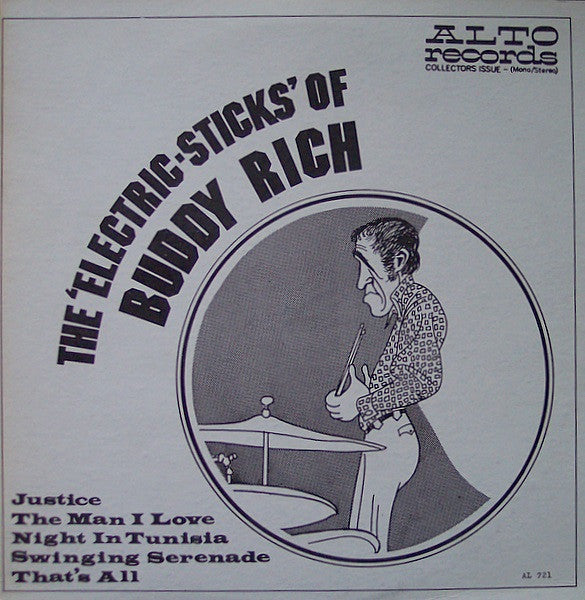 ALTO
records
COLLECTORS ISSUE - (Mono/Stereo)
THE 'ELECTRIC-STICKS' OF
BUDDY RICH
Justice
The Man I Love
Night In Tunisia
Swinging Serenade
That's All
AL 721